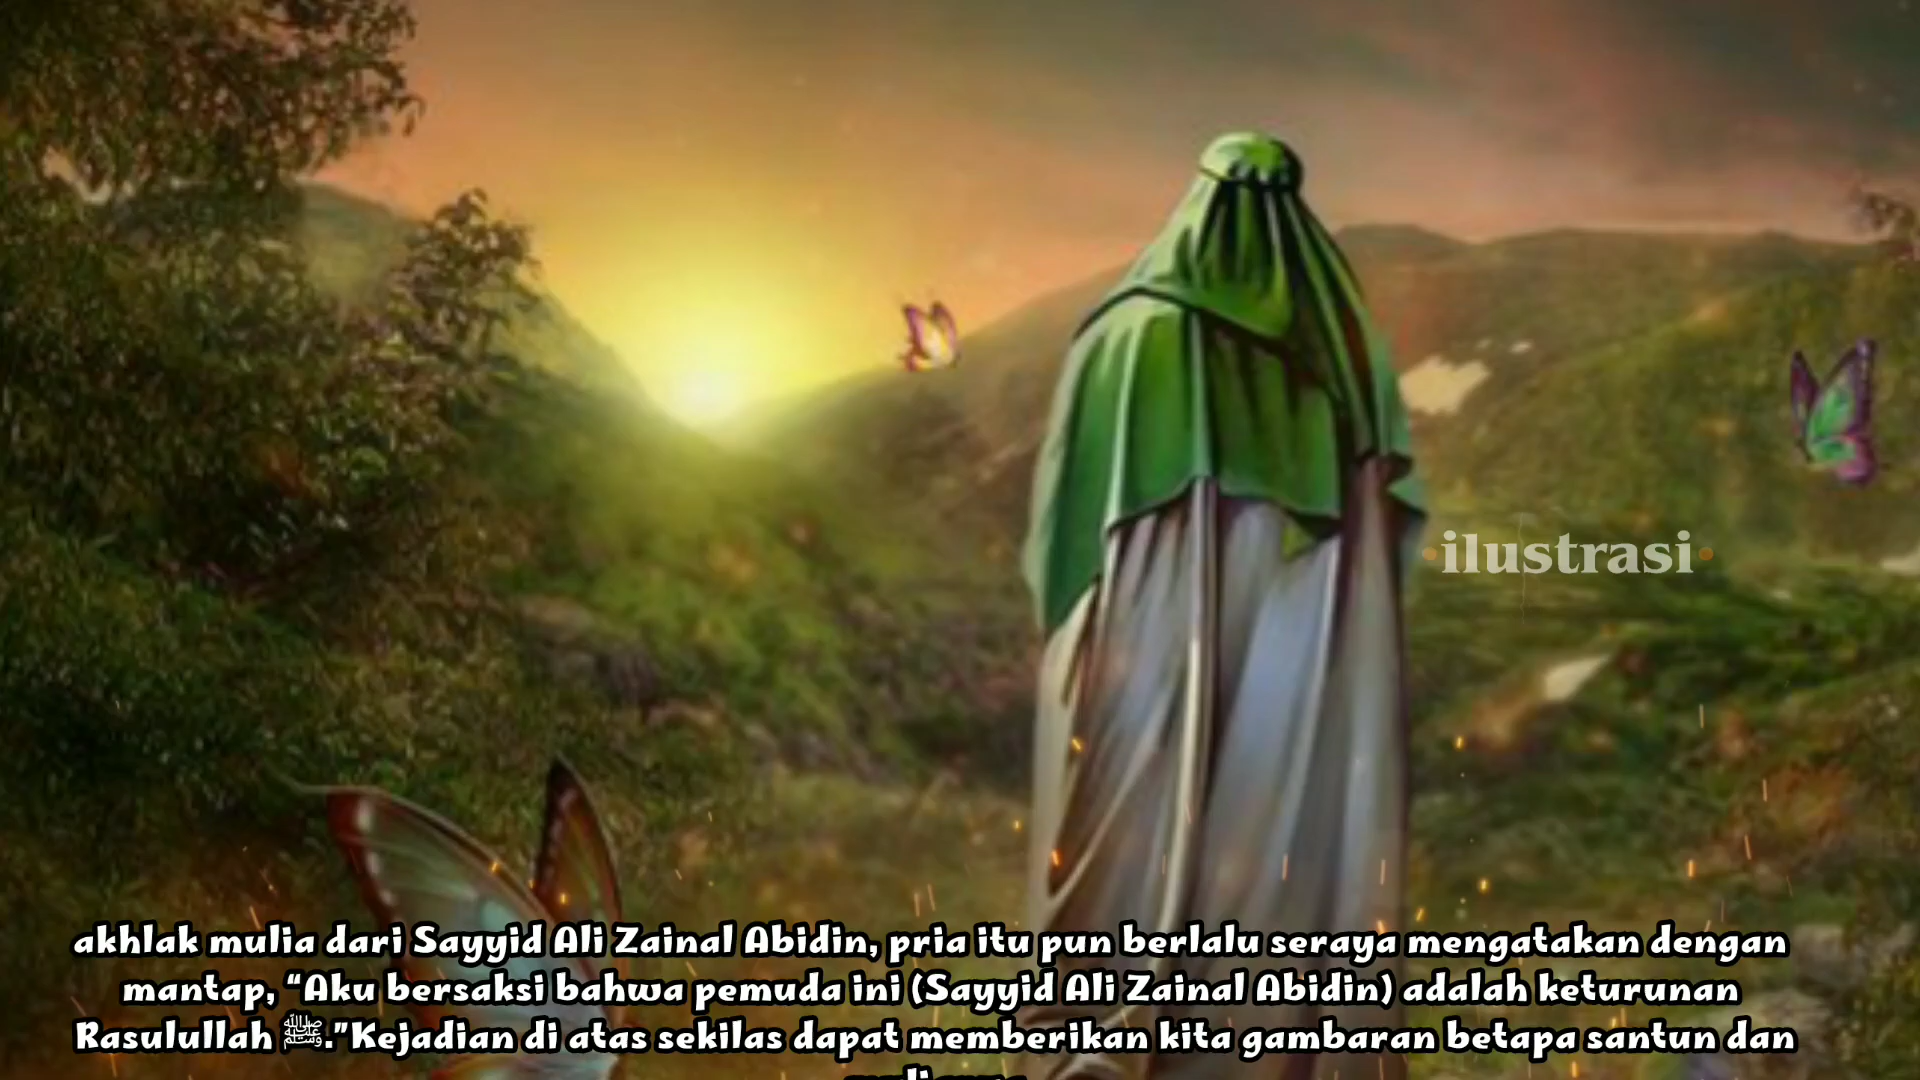 •ilustrasi•
akhlak mulia dari Sayyid Ali Zainal Abidin, pria itu pun berlalu seraya mengatakan dengan
mantap, “Aku bersaksi bahwa pemuda ini (Sayyid Ali Zainal Abidin) adalah keturunan
Rasulullah ﷺ.”Kejadian di atas sekilas dapat memberikan kita gambaran betapa santun dan